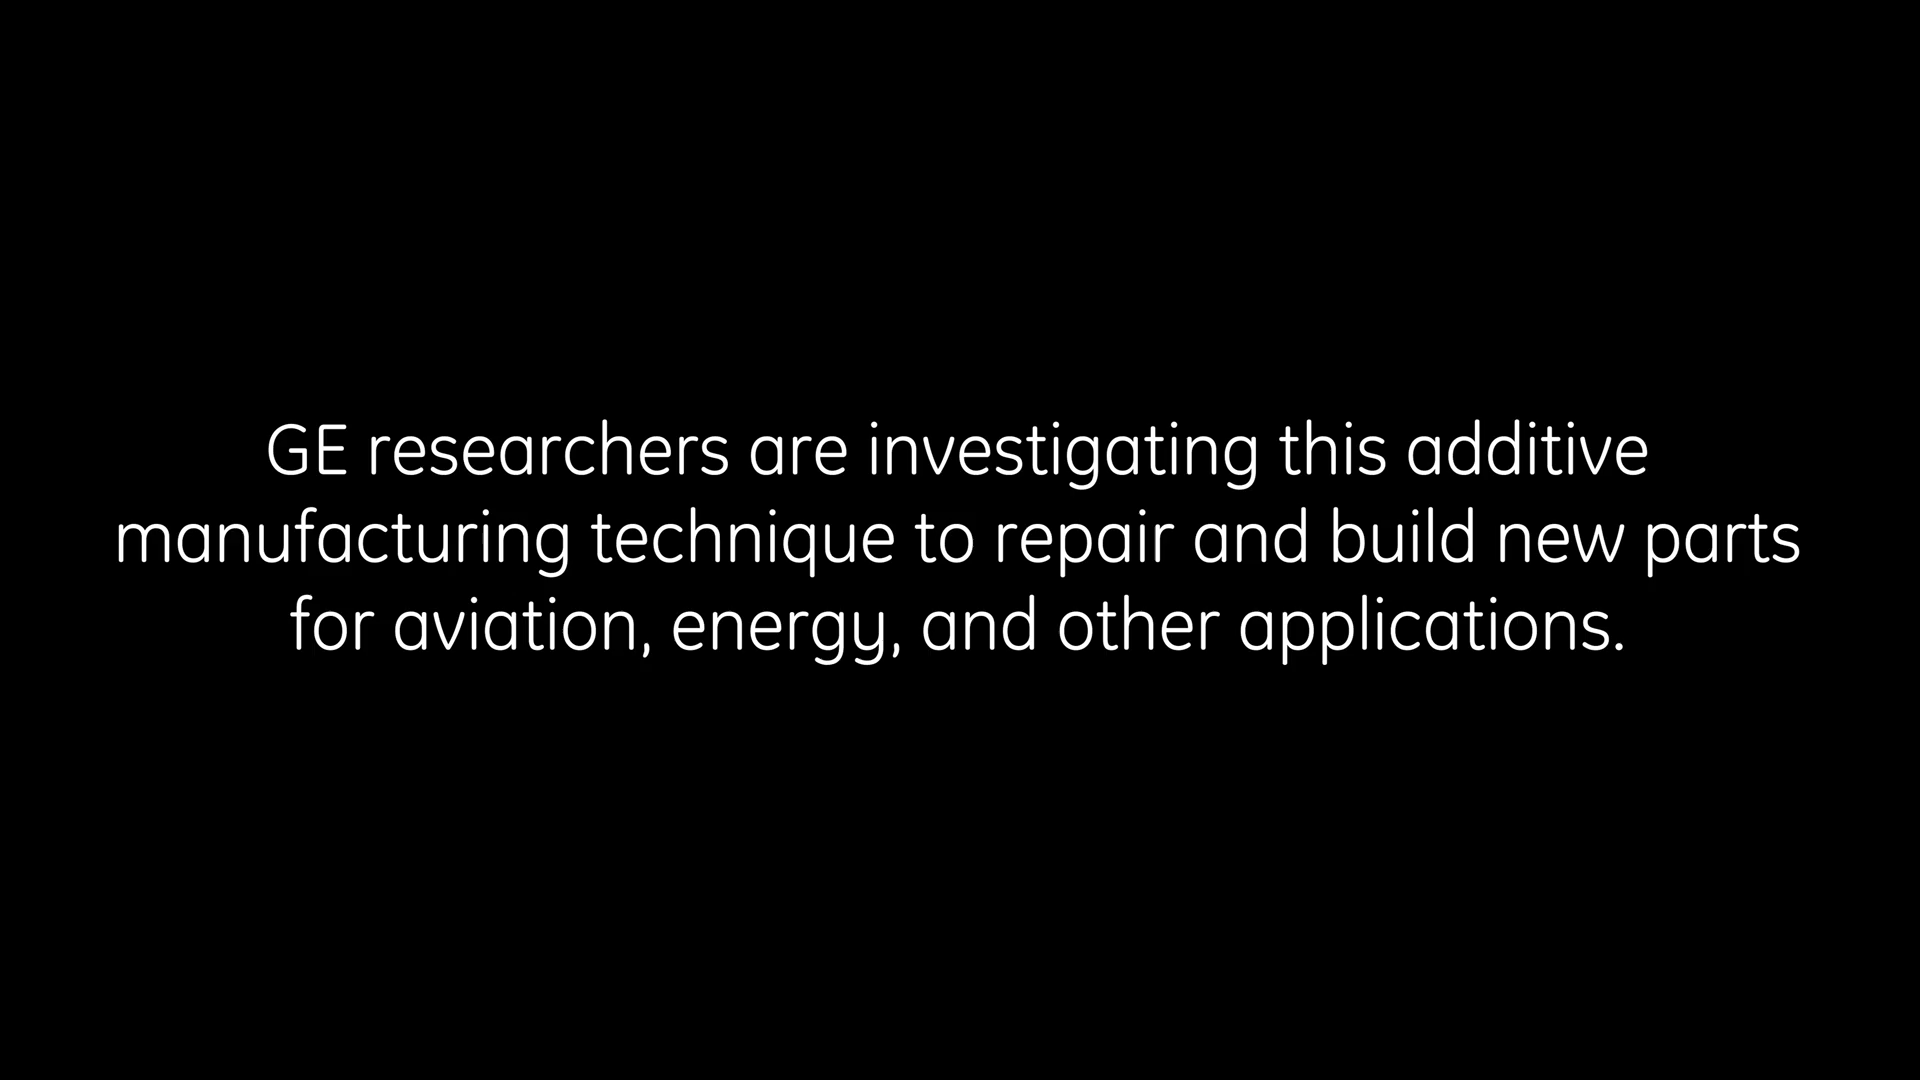 GE researchers are investigating this additive
manufacturing technique to repair and build new parts
for aviation, energy, and other applications.